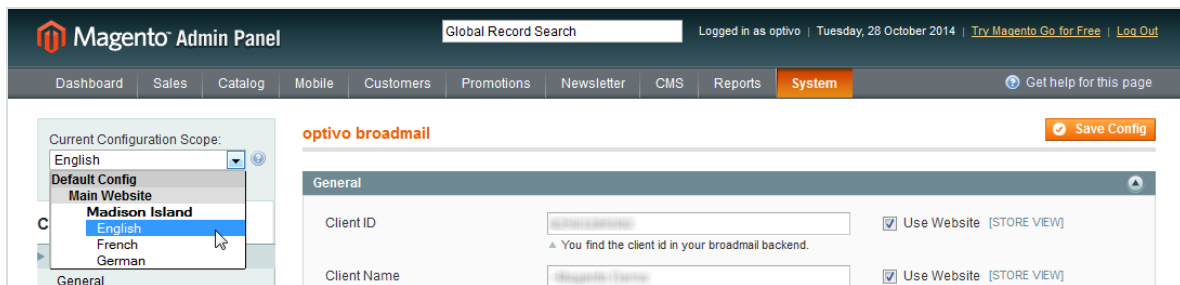 Magento Admin Panel
Global Record Search
Logged in as optivo | Tuesday, 28 October 2014 | Try Magento Go for Free | Log Out
Dashboard Sales Catalog Mobile Customers Promotions Newsletter CMS Reports System Get help for this page
Current Configuration Scope:
English
Default Config
Main Website
Madison Island
English
French
German
C
General
optivo broadmail
Save Config
General
Client ID
Use Website [STORE VIEW]
You find the client id in your broadmail backend.
Client Name
Use Website [STORE VIEW]